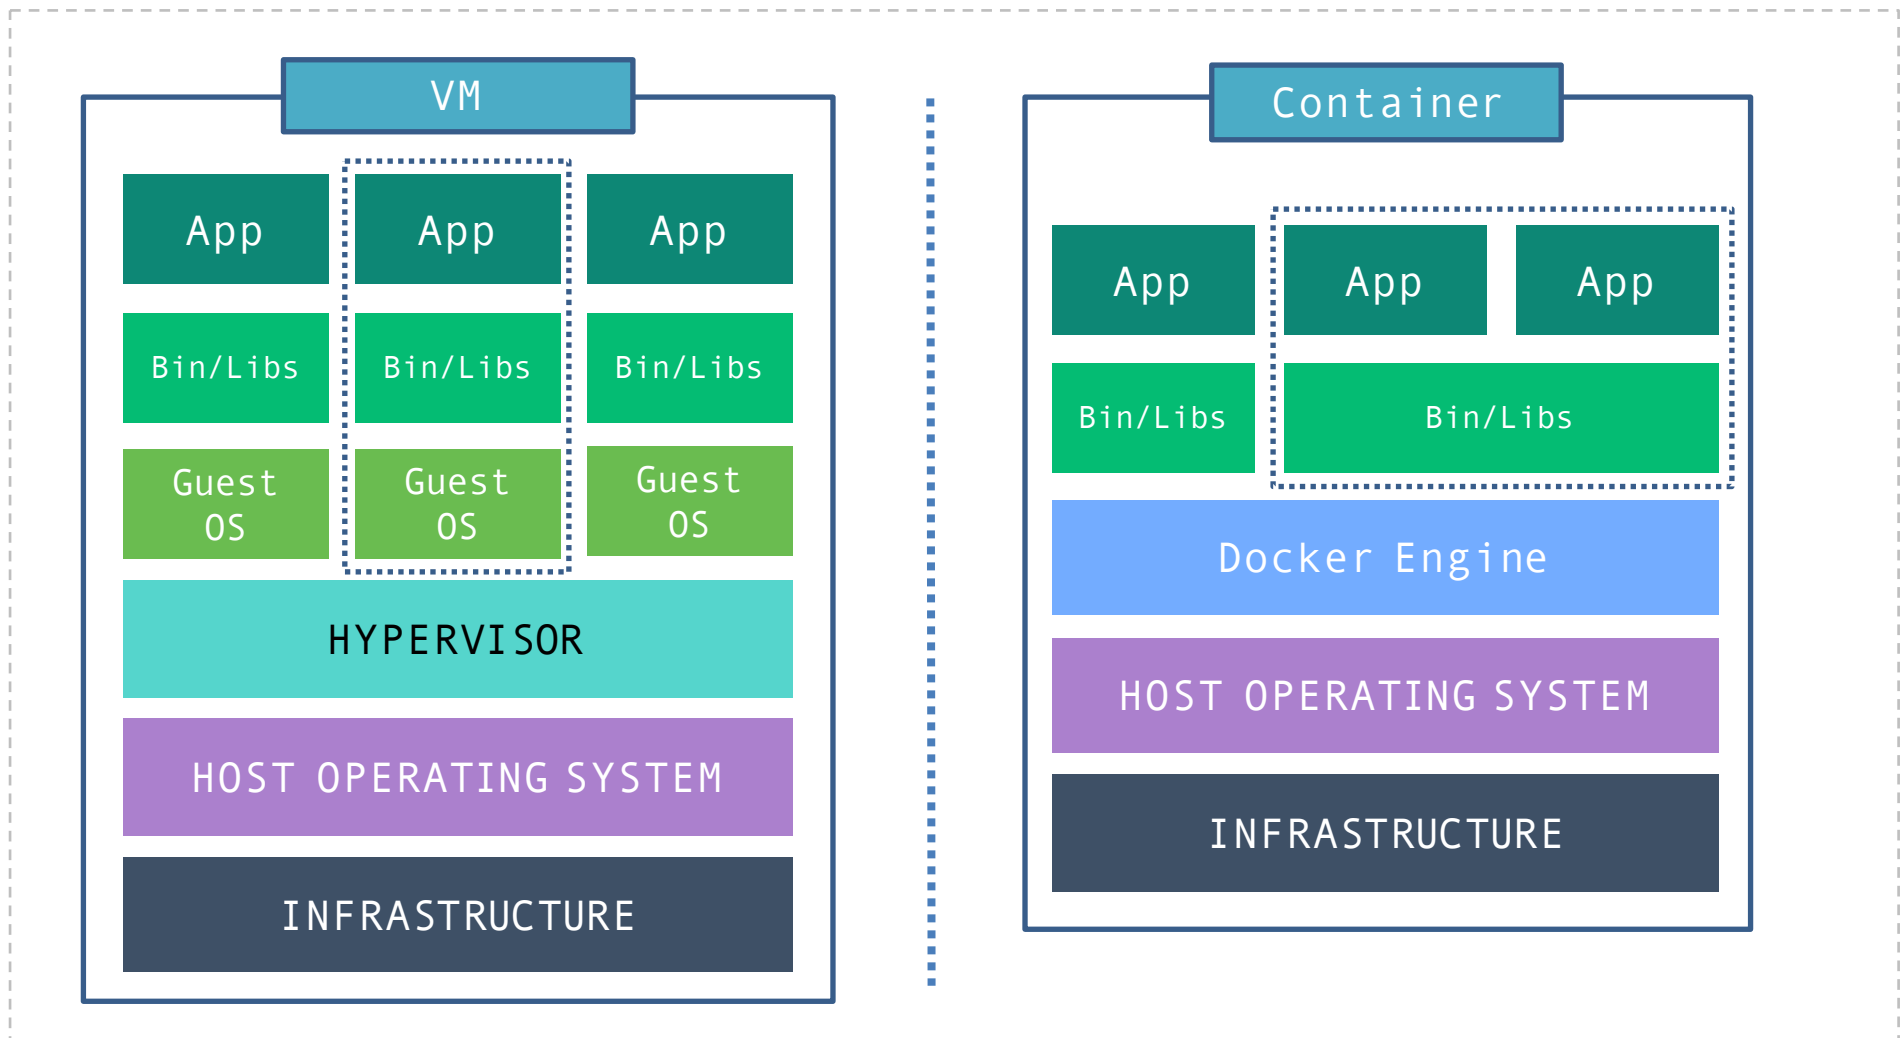 VM
App
App
App
Bin/Libs
Bin/Libs
Bin/Libs
Guest
OS
Guest
OS
Guest
OS
HYPERVISOR
HOST OPERATING SYSTEM
INFRASTRUCTURE
Container
App
App
App
Bin/Libs
Bin/Libs
Docker Engine
HOST OPERATING SYSTEM
INFRASTRUCTURE